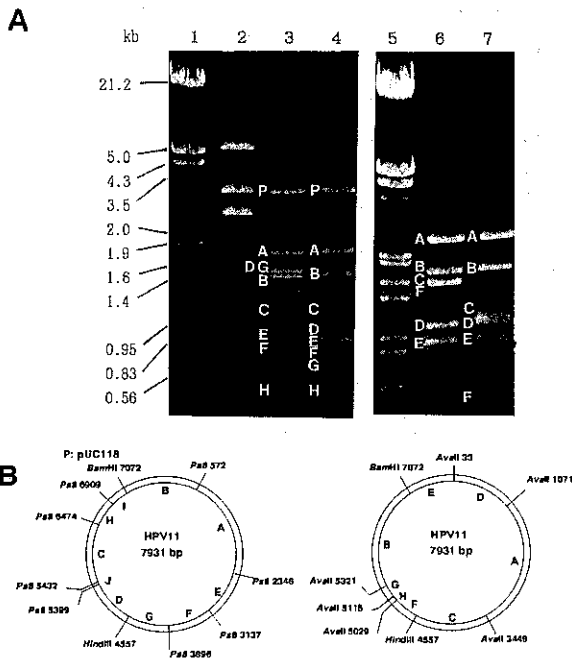 A
kb 1 2 3 4 5 6 7
21.2
5.0
4.3
3.5
2.0
1.9
1.6
1.4
0.95
0.83
0.56
P P
A A
D G
B B
C C
E D
F E
F
G
H H
A A
B B
C
F
C
D D
E E
F
B
P: pUC118
BamHI 7072
PstI 572
PstI 6909
PstI 6474
PstI 5432
PstI 5399
HindIII 4557
PstI 3896
PstI 3137
PstI 2346
I B A E F G D J C H
HPV11
7931 bp
AvaII 33
BamHI 7072
AvaII 1071
AvaII 5321
AvaII 5118
AvaII 5029
HindIII 4557
AvaII 3449
E D A C F H G B
HPV11
7931 bp